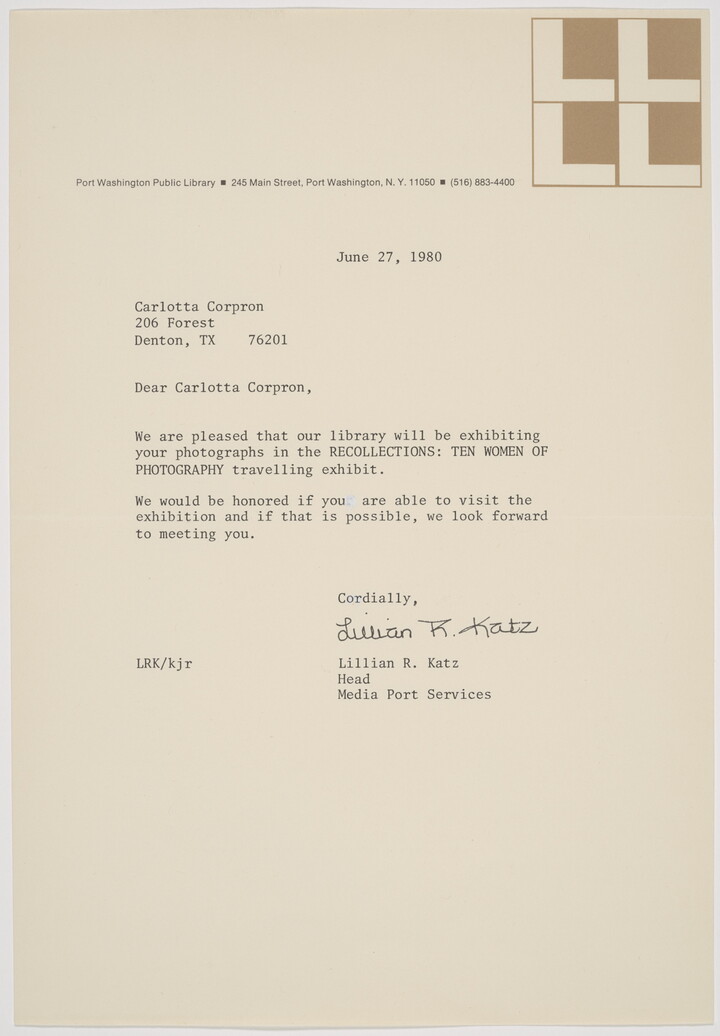 Port Washington Public Library ■ 245 Main Street, Port Washington, N. Y. 11050 ■ (516) 883-4400
June 27, 1980
Carlotta Corpron
206 Forest
Denton, TX 76201
Dear Carlotta Corpron,
We are pleased that our library will be exhibiting
your photographs in the RECOLLECTIONS: TEN WOMEN OF
PHOTOGRAPHY travelling exhibit.
We would be honored if you are able to visit the
exhibition and if that is possible, we look forward
to meeting you.
Cordially,
Lillian R. Katz
LRK/kjr Lillian R. Katz
Head
Media Port Services